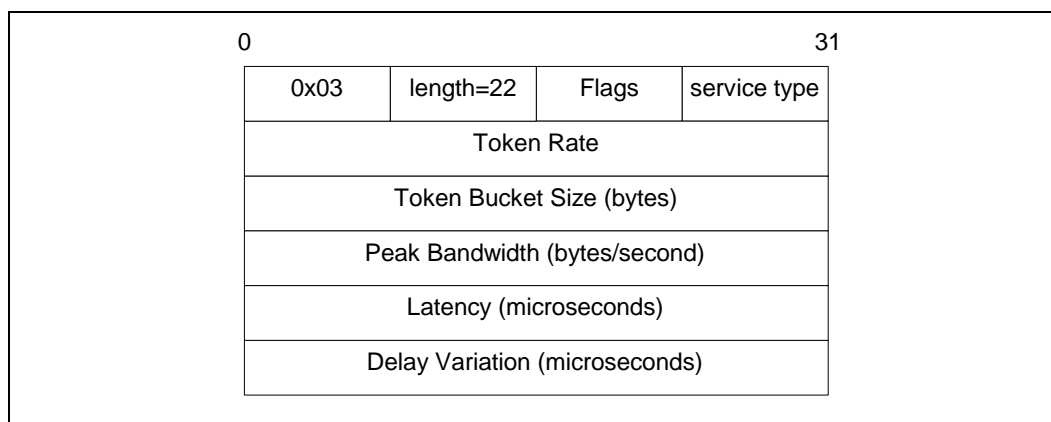 0 31
0x03 length=22 Flags service type
Token Rate
Token Bucket Size (bytes)
Peak Bandwidth (bytes/second)
Latency (microseconds)
Delay Variation (microseconds)